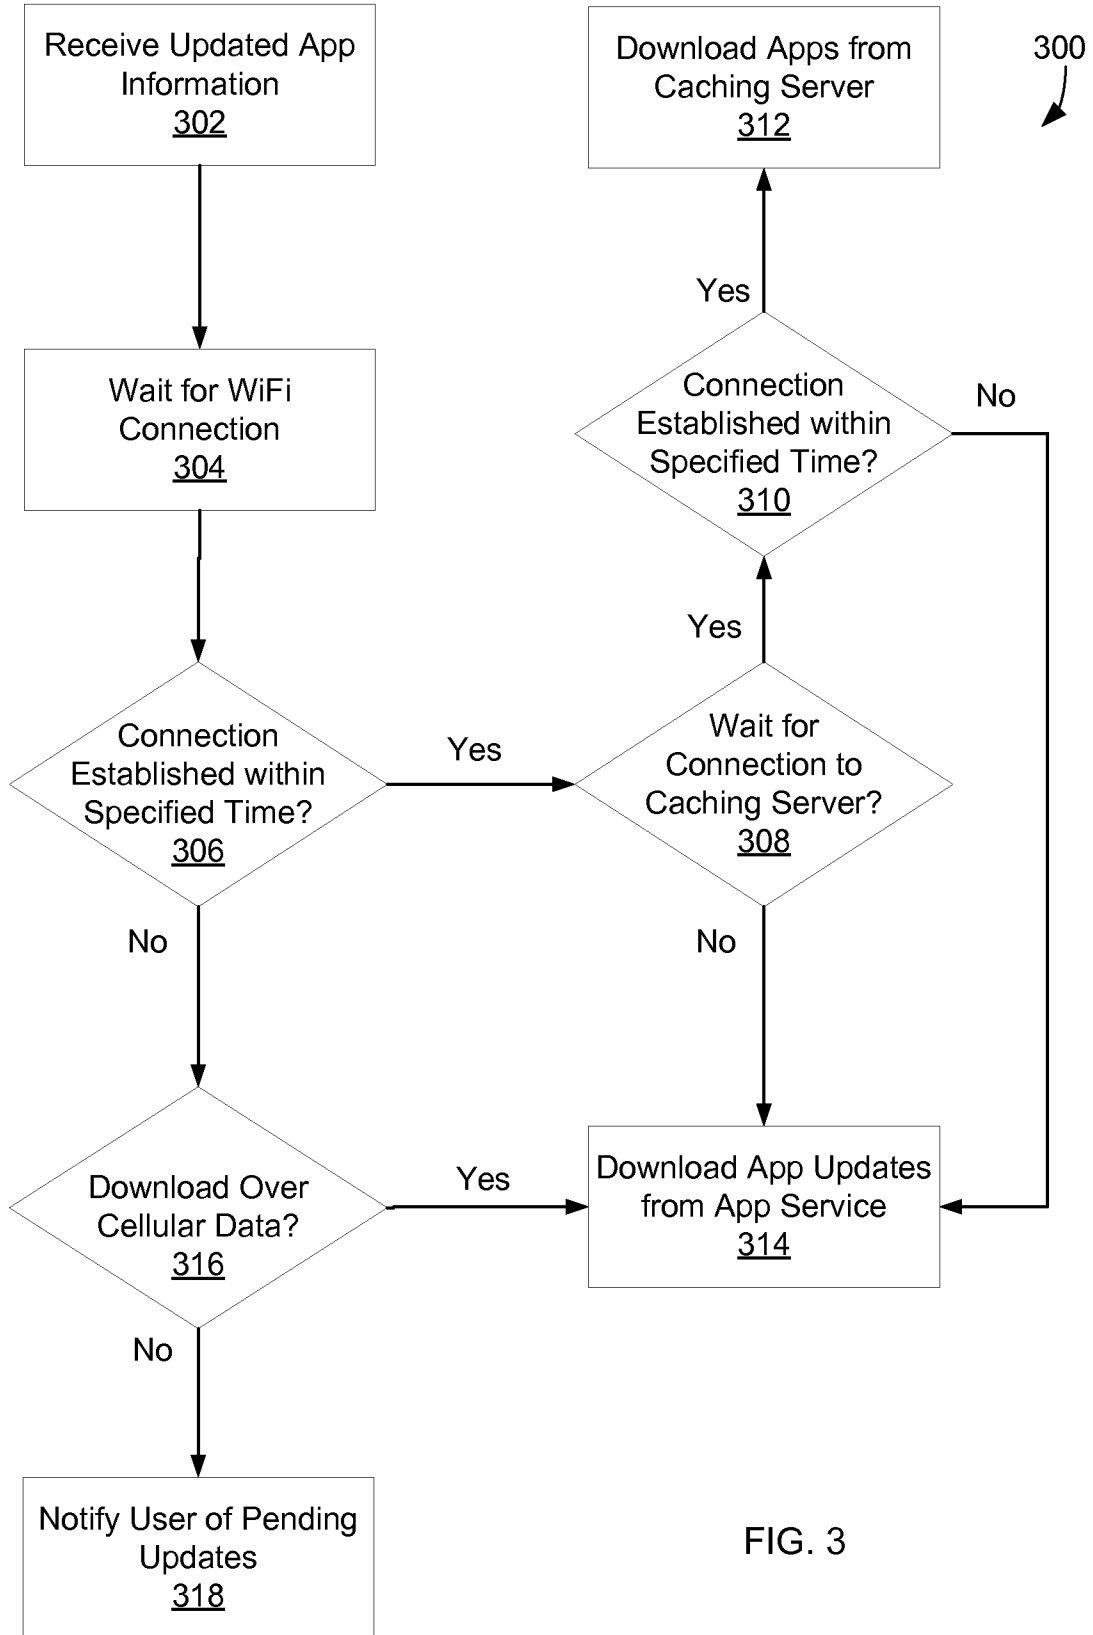 Receive Updated App
Information
302
Download Apps from
Caching Server
312
300
Yes
Wait for WiFi
Connection
304
Connection
Established within
Specified Time?
310
No
Yes
Connection
Established within
Specified Time?
306
Yes
Wait for
Connection to
Caching Server?
308
No
No
Download Over
Cellular Data?
316
Yes
Download App Updates
from App Service
314
No
Notify User of Pending
Updates
318
FIG. 3